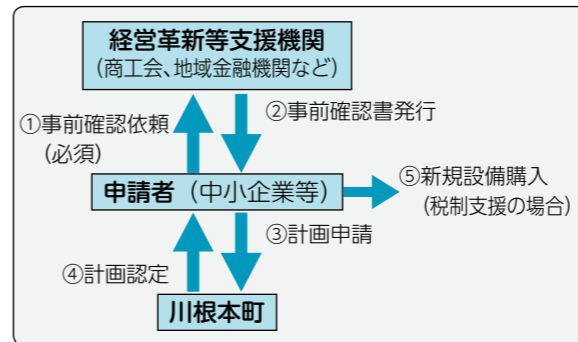 経営革新等支援機関
（商工会、地域金融機関など）
①事前確認依頼
（必須）
②事前確認書発行
申請者（中小企業等）
⑤新規設備購入
（税制支援の場合）
③計画申請
④計画認定
川根本町